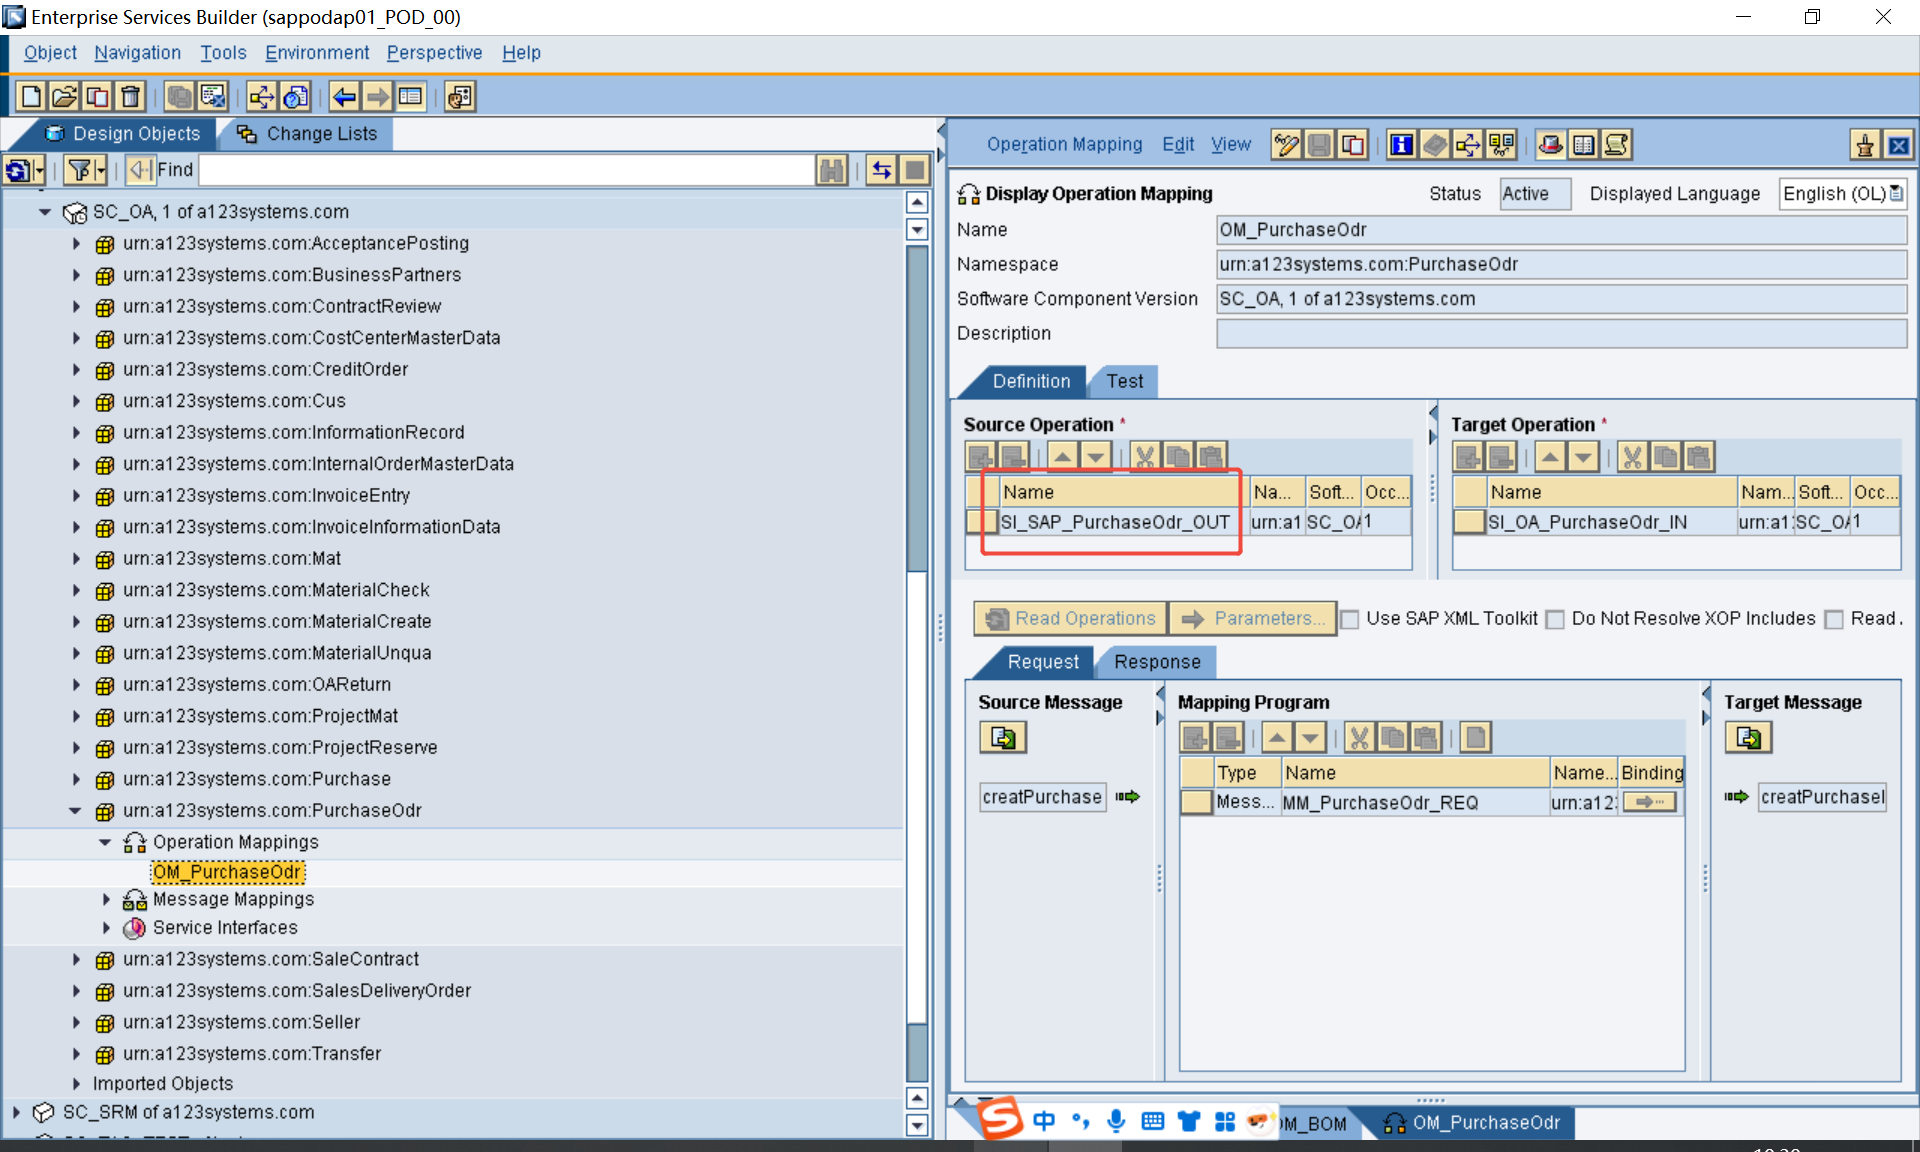 Enterprise Services Builder (sappodap01_POD_00)
Object Navigation Tools Environment Perspective Help
Design Objects Change Lists
Find
SC_OA, 1 of a123systems.com
urn:a123systems.com:AcceptancePosting
urn:a123systems.com:BusinessPartners
urn:a123systems.com:ContractReview
urn:a123systems.com:CostCenterMasterData
urn:a123systems.com:CreditOrder
urn:a123systems.com:Cus
urn:a123systems.com:InformationRecord
urn:a123systems.com:InternalOrderMasterData
urn:a123systems.com:InvoiceEntry
urn:a123systems.com:InvoiceInformationData
urn:a123systems.com:Mat
urn:a123systems.com:MaterialCheck
urn:a123systems.com:MaterialCreate
urn:a123systems.com:MaterialUnqua
urn:a123systems.com:OAReturn
urn:a123systems.com:ProjectMat
urn:a123systems.com:ProjectReserve
urn:a123systems.com:Purchase
urn:a123systems.com:PurchaseOdr
Operation Mappings
OM_PurchaseOdr
Message Mappings
Service Interfaces
urn:a123systems.com:SaleContract
urn:a123systems.com:SalesDeliveryOrder
urn:a123systems.com:Seller
urn:a123systems.com:Transfer
Imported Objects
SC_SRM of a123systems.com
Operation Mapping Edit View
Display Operation Mapping Status Active Displayed Language English (OL)
Name OM_PurchaseOdr
Namespace urn:a123systems.com:PurchaseOdr
Software Component Version SC_OA, 1 of a123systems.com
Description
Definition Test
Source Operation * Target Operation *
Name Na... Soft... Occ... Name Nam... Soft... Occ...
SI_SAP_PurchaseOdr_OUT urn:a1 SC_OA 1 SI_OA_PurchaseOdr_IN urn:a1 SC_OA 1
Read Operations Parameters... Use SAP XML Toolkit Do Not Resolve XOP Includes Read .
Request Response
Source Message Mapping Program Target Message
Type Name Name... Binding
creatPurchase Mess... MM_PurchaseOdr_REQ urn:a12 creatPurchaseI
S 中 °, OM_BOM OM_PurchaseOdr